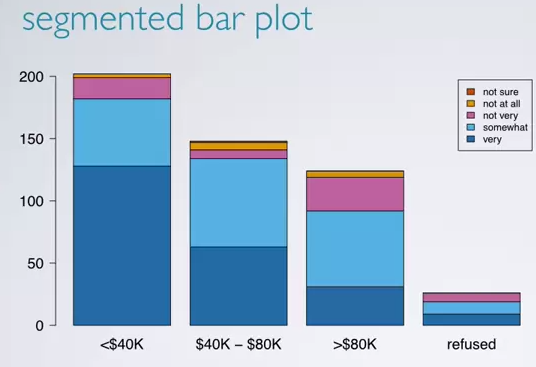 segmented bar plot
200
150
100
50
0
not sure
not at all
not very
somewhat
very
<$40K
$40K – $80K
>$80K
refused